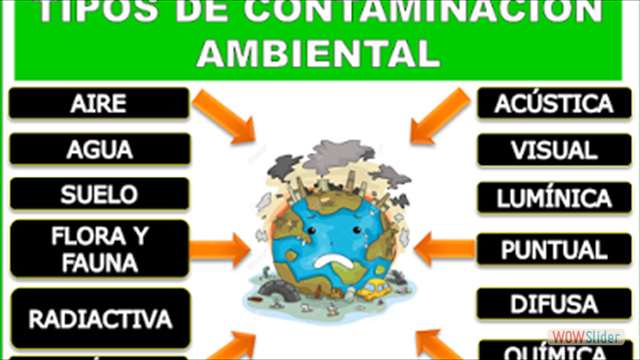 TIPOS DE CONTAMINACIÓN
AMBIENTAL
AIRE
AGUA
SUELO
FLORA Y
FAUNA
RADIACTIVA
ACÚSTICA
VISUAL
LUMÍNICA
PUNTUAL
DIFUSA
QUÍMICA
WOWSlider